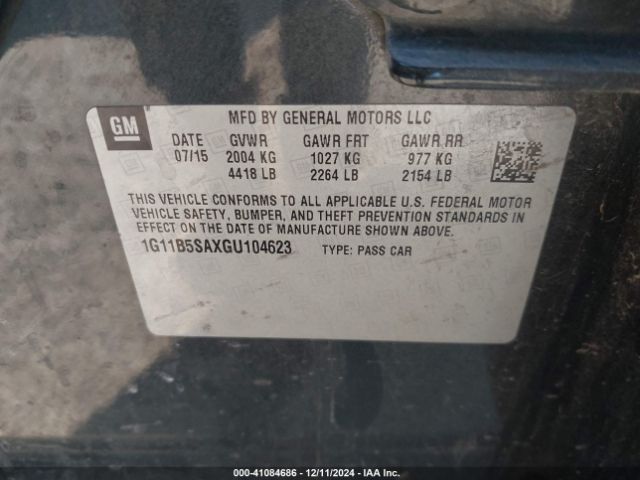 GM
MFD BY GENERAL MOTORS LLC
DATE GVWR GAWR FRT GAWR RR
07/15 2004 KG 1027 KG 977 KG
4418 LB 2264 LB 2154 LB
THIS VEHICLE CONFORMS TO ALL APPLICABLE U.S. FEDERAL MOTOR
VEHICLE SAFETY, BUMPER, AND THEFT PREVENTION STANDARDS IN
EFFECT ON THE DATE OF MANUFACTURE SHOWN ABOVE.
1G11B5SAXGU104623 TYPE: PASS CAR
000-41084686 - 12/11/2024 - IAA Inc.